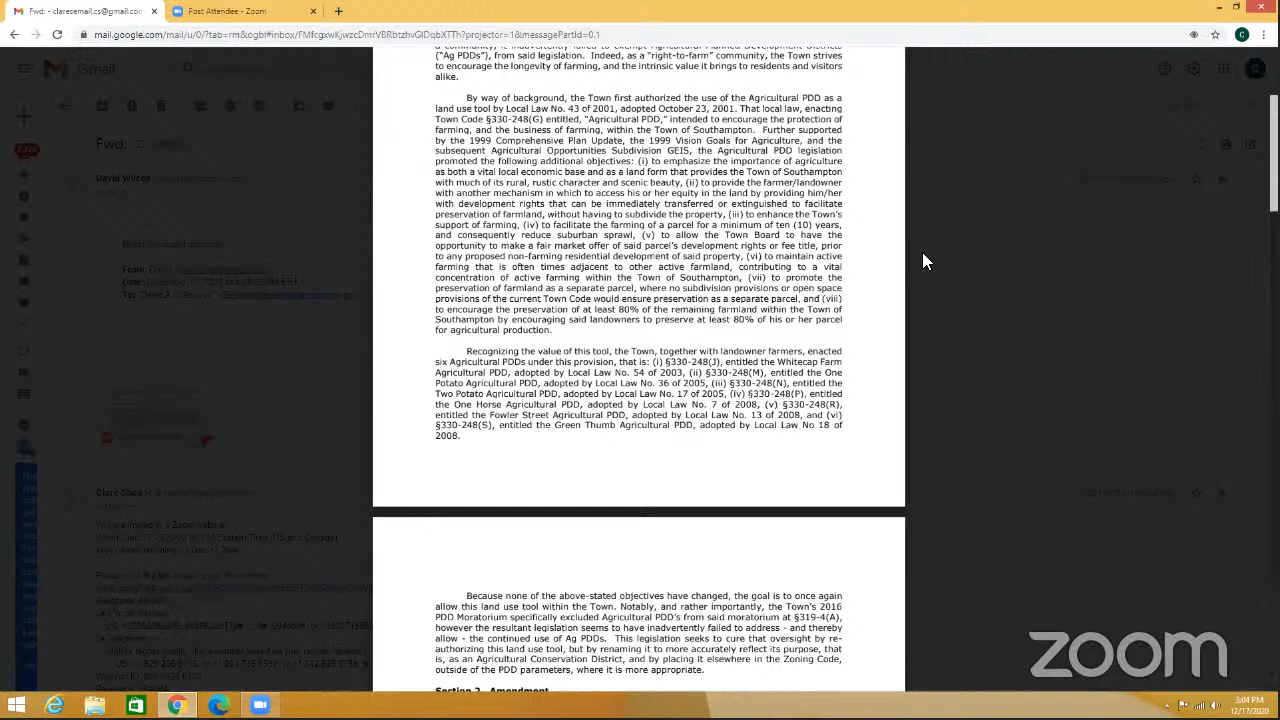 Fwd: - claresemail.cs@gmail.com
Post Attendee - Zoom
mail.google.com/mail/u/0/?tab=rm&ogbl#inbox/FMfcgxwKjwzcDmrVBRbtzhvGlDqbXTTh?projector=1&messagePartId=0.1
Gmail
Fwd:
David Wilcox
From: David
Clare Shea
("Ag PDDs"), from said legislation. Indeed, as a "right-to-farm" community, the Town strives
to encourage the longevity of farming, and the intrinsic value it brings to residents and visitors
alike.
By way of background, the Town first authorized the use of the Agricultural PDD as a
land use tool by Local Law No. 43 of 2001, adopted October 23, 2001. That local law, enacting
Town Code §330-248(G) entitled, "Agricultural PDD," intended to encourage the protection of
farming, and the business of farming, within the Town of Southampton. Further supported
by the 1999 Comprehensive Plan Update, the 1999 Vision Goals for Agriculture, and the
subsequent Agricultural Opportunities Subdivision GEIS, the Agricultural PDD legislation
promoted the following additional objectives: (i) to emphasize the importance of agriculture
as both a vital local economic base and as a land form that provides the Town of Southampton
with much of its rural, rustic character and scenic beauty, (ii) to provide the farmer/landowner
with another mechanism in which to access his or her equity in the land by providing him/her
with development rights that can be immediately transferred or extinguished to facilitate
preservation of farmland, without having to subdivide the property, (iii) to enhance the Town's
support of farming, (iv) to facilitate the farming of a parcel for a minimum of ten (10) years,
and consequently reduce suburban sprawl, (v) to allow the Town Board to have the
opportunity to make a fair market offer of said parcel's development rights or fee title, prior
to any proposed non-farming residential development of said property, (vi) to maintain active
farming that is often times adjacent to other active farmland, contributing to a vital
concentration of active farming within the Town of Southampton, (vii) to promote the
preservation of farmland as a separate parcel, where no subdivision provisions or open space
provisions of the current Town Code would ensure preservation as a separate parcel, and (viii)
to encourage the preservation of at least 80% of the remaining farmland within the Town of
Southampton by encouraging said landowners to preserve at least 80% of his or her parcel
for agricultural production.
Recognizing the value of this tool, the Town, together with landowner farmers, enacted
six Agricultural PDDs under this provision, that is: (i) §330-248(J), entitled the Whitecap Farm
Agricultural PDD, adopted by Local Law No. 54 of 2003, (ii) §330-248(M), entitled the One
Potato Agricultural PDD, adopted by Local Law No. 36 of 2005, (iii) §330-248(N), entitled the
Two Potato Agricultural PDD, adopted by Local Law No. 17 of 2005, (iv) §330-248(P), entitled
the One Horse Agricultural PDD, adopted by Local Law No. 7 of 2008, (v) §330-248(R),
entitled the Fowler Street Agricultural PDD, adopted by Local Law No. 13 of 2008, and (vi)
§330-248(S), entitled the Green Thumb Agricultural PDD, adopted by Local Law No 18 of
2008.
Because none of the above-stated objectives have changed, the goal is to once again
allow this land use tool within the Town. Notably, and rather importantly, the Town's 2016
PDD Moratorium specifically excluded Agricultural PDD's from said moratorium at §319-4(A),
however the resultant legislation seems to have inadvertently failed to address - and thereby
allow - the continued use of Ag PDDs. This legislation seeks to cure that oversight by re-
authorizing this land use tool, but by renaming it to more accurately reflect its purpose, that
is, as an Agricultural Conservation District, and by placing it elsewhere in the Zoning Code,
outside of the PDD parameters, where it is more appropriate.
Section 2. Amendment
zoom
3:04 PM
12/17/2020